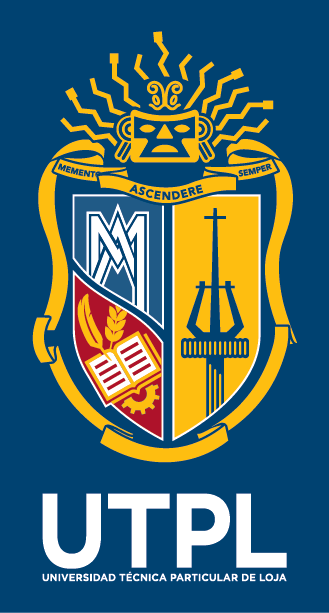 MEMENTO
ASCENDERE
SEMPER
UTPL
UNIVERSIDAD TÉCNICA PARTICULAR DE LOJA